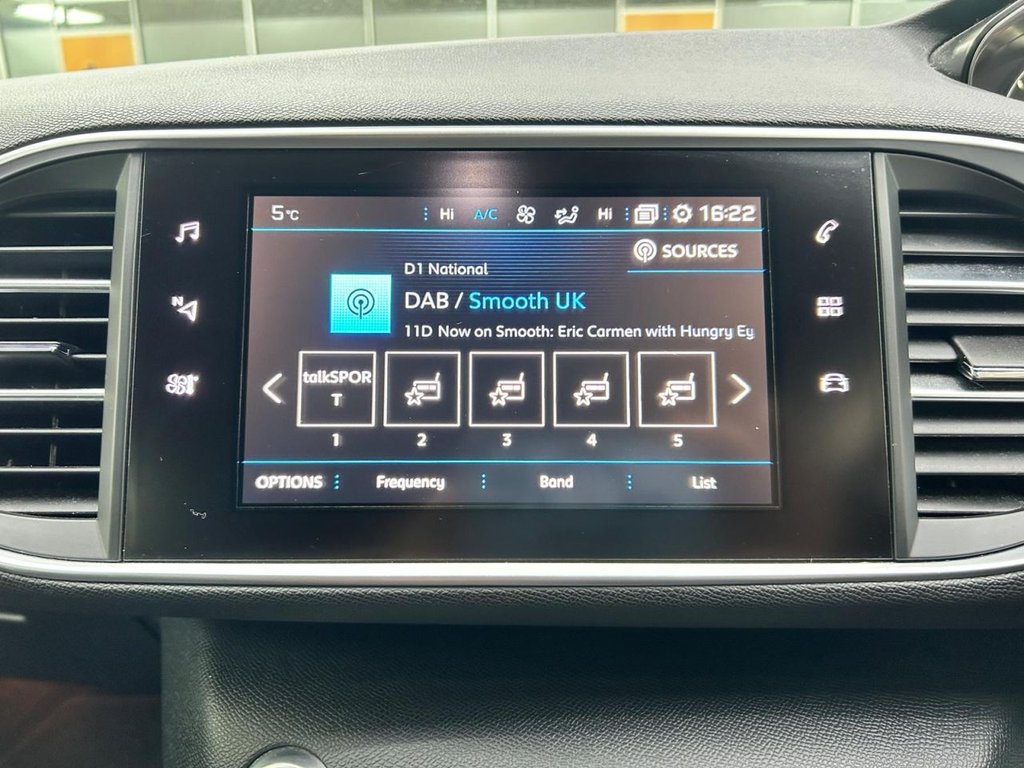 5°C Hi A/C Hi 16:22
SOURCES
D1 National
DAB / Smooth UK
11D Now on Smooth: Eric Carmen with Hungry Ey
talkSPOR
T
1 2 3 4 5
OPTIONS Frequency Band List
N